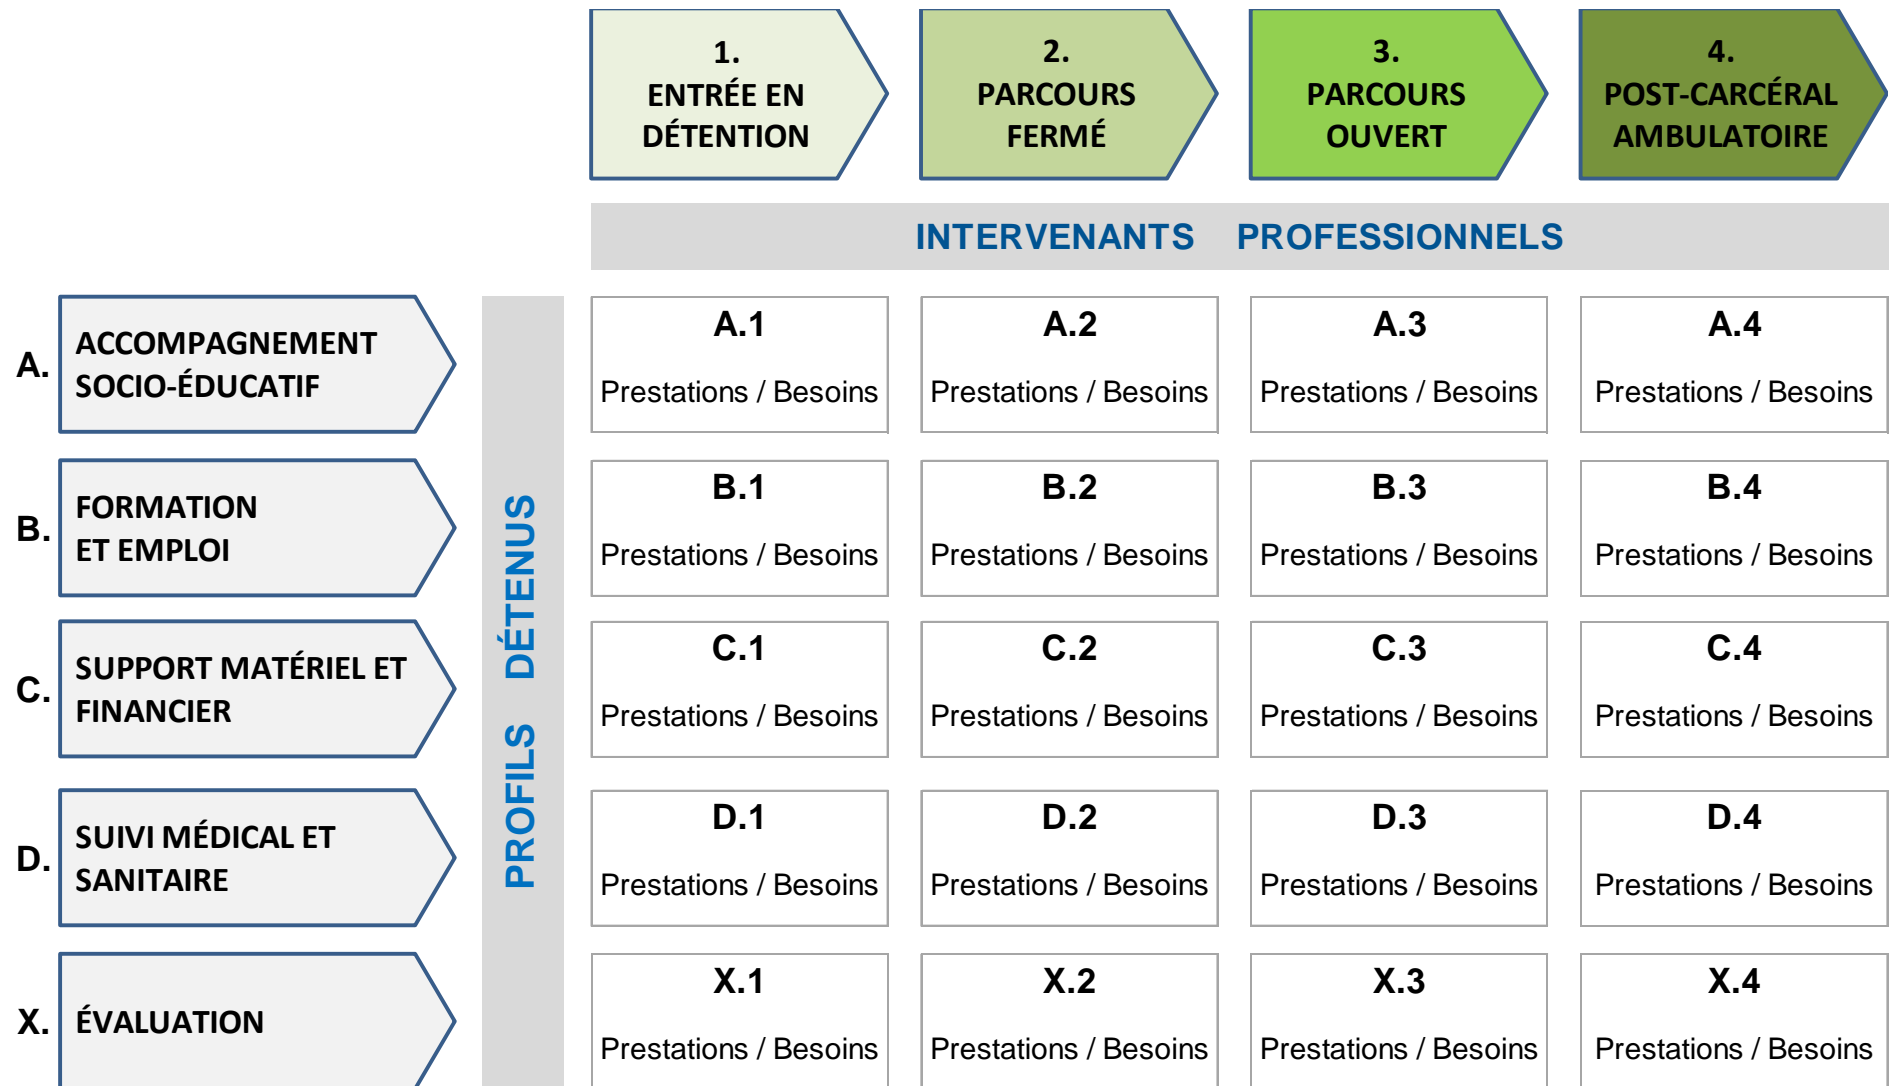 1.
ENTRÉE EN
DÉTENTION
2.
PARCOURS
FERMÉ
3.
PARCOURS
OUVERT
4.
POST-CARCÉRAL
AMBULATOIRE
INTERVENANTS PROFESSIONNELS
PROFILS DÉTENUS
A.
ACCOMPAGNEMENT
SOCIO-ÉDUCATIF
A.1
Prestations / Besoins
A.2
Prestations / Besoins
A.3
Prestations / Besoins
A.4
Prestations / Besoins
B.
FORMATION
ET EMPLOI
B.1
Prestations / Besoins
B.2
Prestations / Besoins
B.3
Prestations / Besoins
B.4
Prestations / Besoins
C.
SUPPORT MATÉRIEL ET
FINANCIER
C.1
Prestations / Besoins
C.2
Prestations / Besoins
C.3
Prestations / Besoins
C.4
Prestations / Besoins
D.
SUIVI MÉDICAL ET
SANITAIRE
D.1
Prestations / Besoins
D.2
Prestations / Besoins
D.3
Prestations / Besoins
D.4
Prestations / Besoins
X.
ÉVALUATION
X.1
Prestations / Besoins
X.2
Prestations / Besoins
X.3
Prestations / Besoins
X.4
Prestations / Besoins